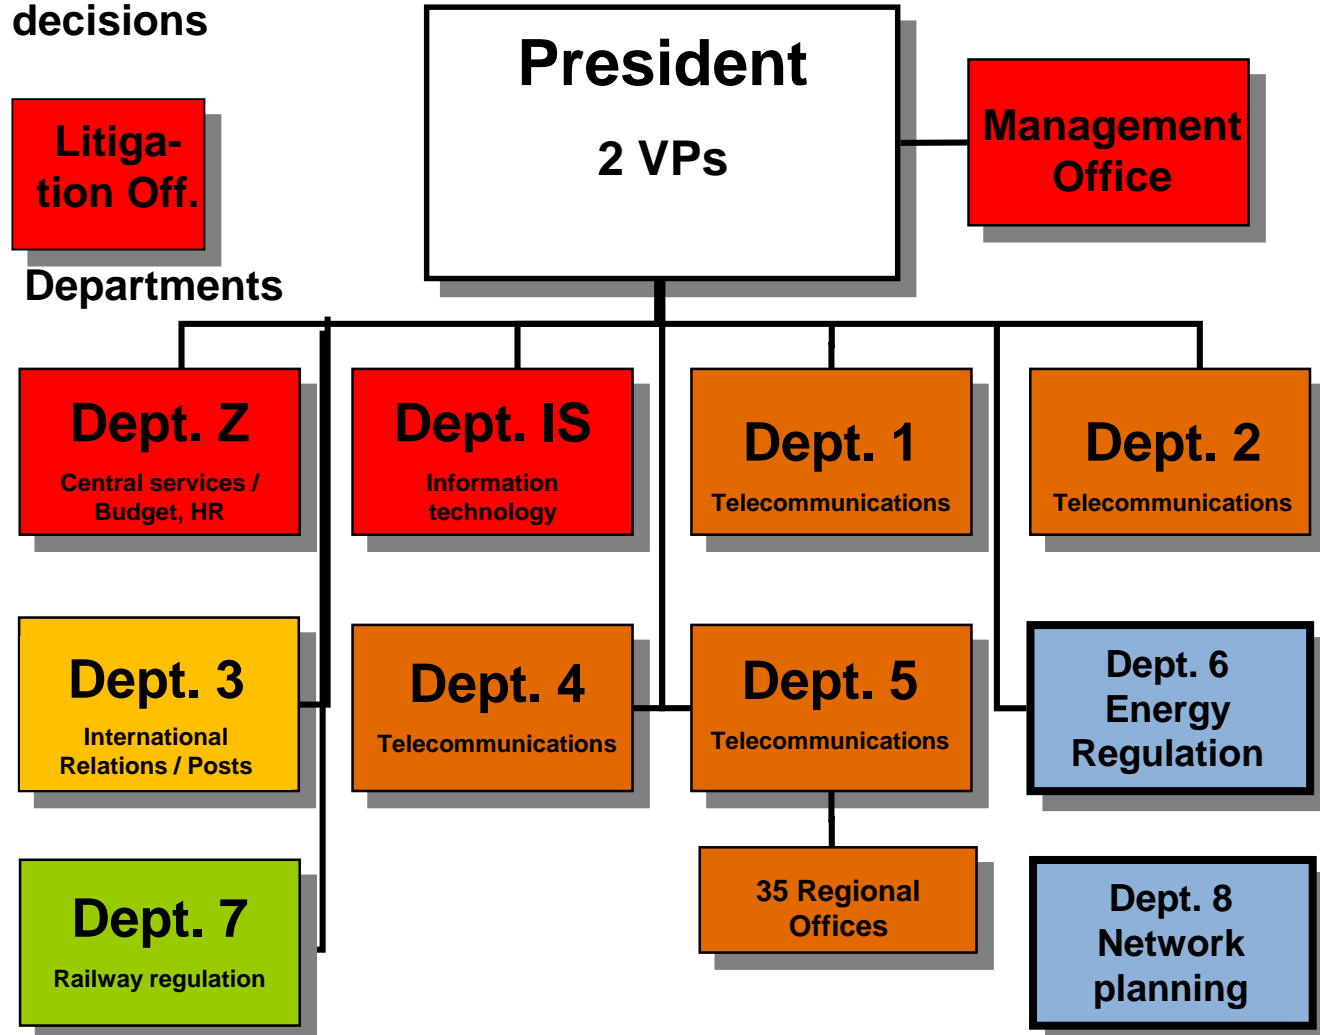 decisions
President
2 VPs
Management
Office
Litiga-
tion Off.
Departments
Dept. Z
Central services /
Budget, HR
Dept. IS
Information
technology
Dept. 1
Telecommunications
Dept. 2
Telecommunications
Dept. 3
International
Relations / Posts
Dept. 4
Telecommunications
Dept. 5
Telecommunications
Dept. 6
Energy
Regulation
Dept. 7
Railway regulation
35 Regional
Offices
Dept. 8
Network
planning